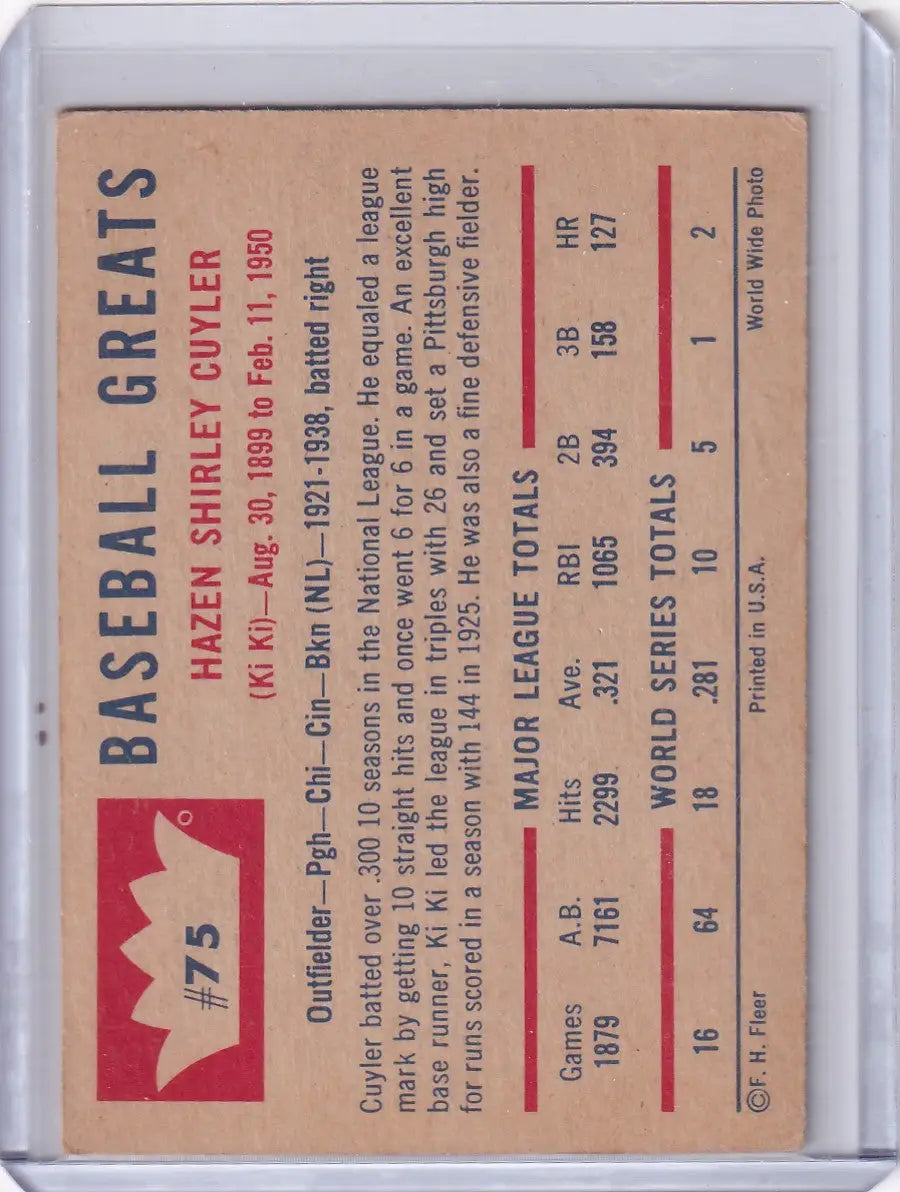 #75
BASEBALL GREATS
HAZEN SHIRLEY CUYLER
(Ki Ki)—Aug. 30, 1899 to Feb. 11, 1950
Outfielder—Pgh—Chi—Cin—Bkn (NL)—1921-1938, batted right
Cuyler batted over .300 10 seasons in the National League. He equaled a league
mark by getting 10 straight hits and once went 6 for 6 in a game. An excellent
base runner, Ki Ki led the league in triples with 26 and set a Pittsburgh high
for runs scored in a season with 144 in 1925. He was also a fine defensive fielder.
MAJOR LEAGUE TOTALS
Games A.B. Hits Ave. RBI 2B 3B HR
1879 7161 2299 .321 1065 394 158 127
WORLD SERIES TOTALS
16 64 18 .281 10 5 1 2
©F. H. Fleer Printed in U.S.A. World Wide Photo